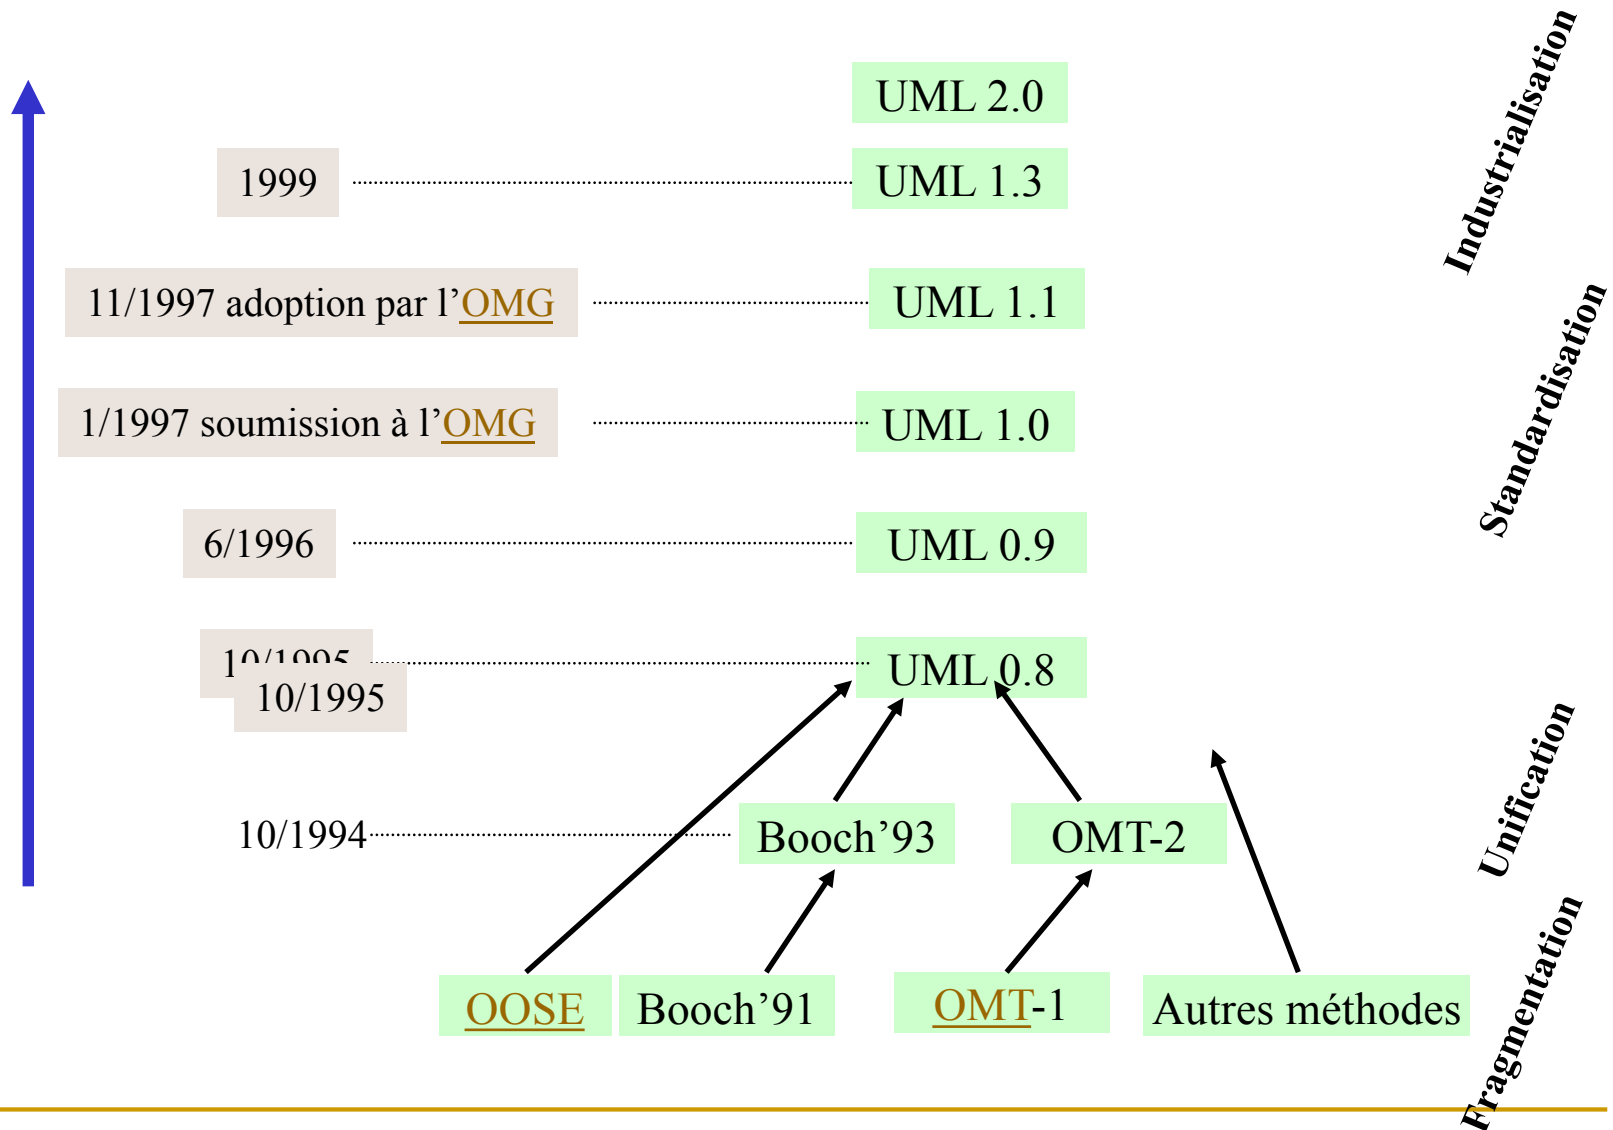 UML 2.0
1999
UML 1.3
Industrialisation
11/1997 adoption par l’OMG
UML 1.1
1/1997 soumission à l’OMG
UML 1.0
Standardisation
6/1996
UML 0.9
10/1995
UML 0.8
10/1995
10/1994
Booch’93
OMT-2
Unification
OOSE
Booch’91
OMT-1
Autres méthodes
Fragmentation